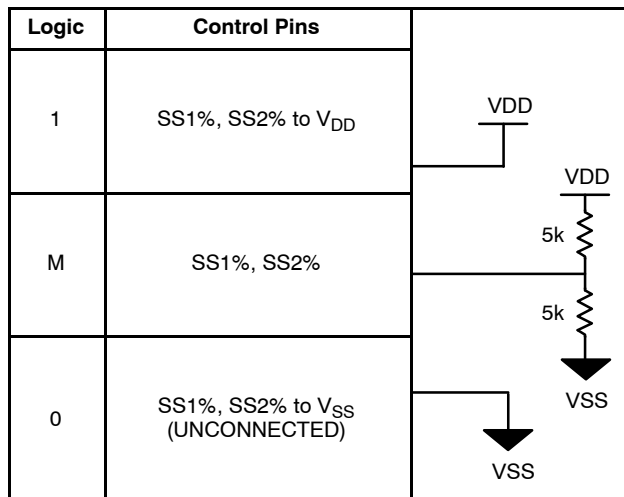 Logic Control Pins
1 SS1%, SS2% to VDD
VDD
VDD
5k
M SS1%, SS2%
5k
VSS
0 SS1%, SS2% to VSS
(UNCONNECTED)
VSS